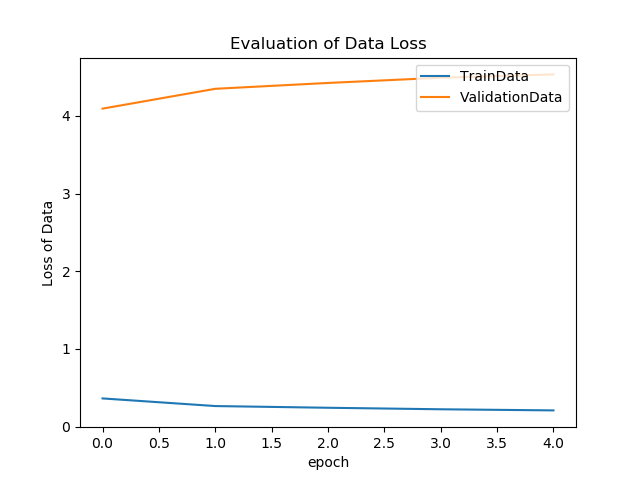 Evaluation of Data Loss
TrainData
ValidationData
4
3
2
1
0
Loss of Data
0.0 0.5 1.0 1.5 2.0 2.5 3.0 3.5 4.0
epoch